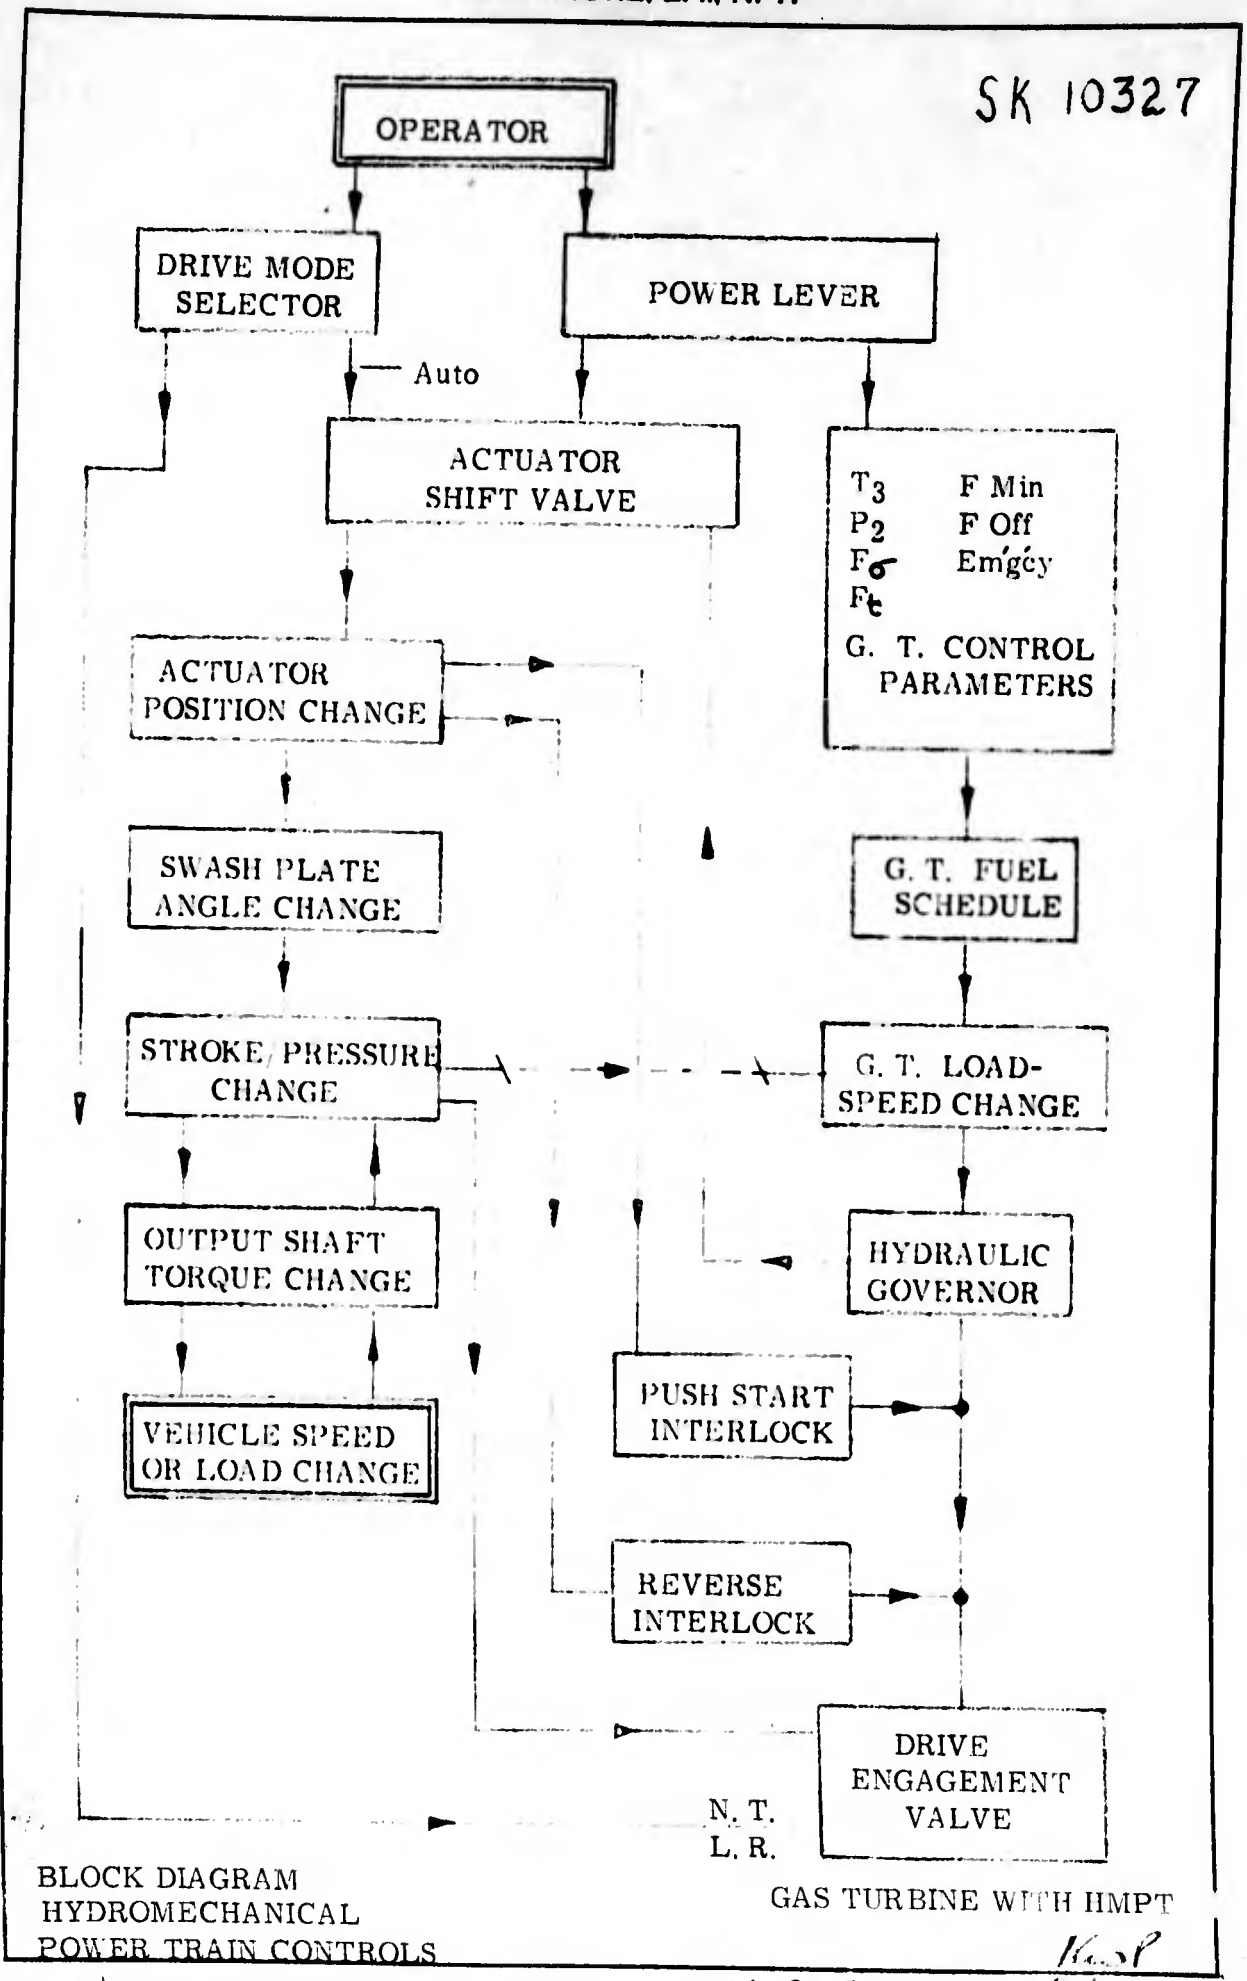 SK 10327
OPERATOR
DRIVE MODE
SELECTOR
POWER LEVER
Auto
ACTUATOR
SHIFT VALVE
T3 F Min
P2 F Off
Fσ Em'g'cy
Ft
G. T. CONTROL
PARAMETERS
ACTUATOR
POSITION CHANGE
SWASH PLATE
ANGLE CHANGE
G. T. FUEL
SCHEDULE
STROKE/PRESSURE
CHANGE
G. T. LOAD-
SPEED CHANGE
OUTPUT SHAFT
TORQUE CHANGE
HYDRAULIC
GOVERNOR
PUSH START
INTERLOCK
VEHICLE SPEED
OR LOAD CHANGE
REVERSE
INTERLOCK
DRIVE
ENGAGEMENT
VALVE
N. T.
L. R.
BLOCK DIAGRAM
HYDROMECHANICAL
POWER TRAIN CONTROLS
GAS TURBINE WITH HMPT